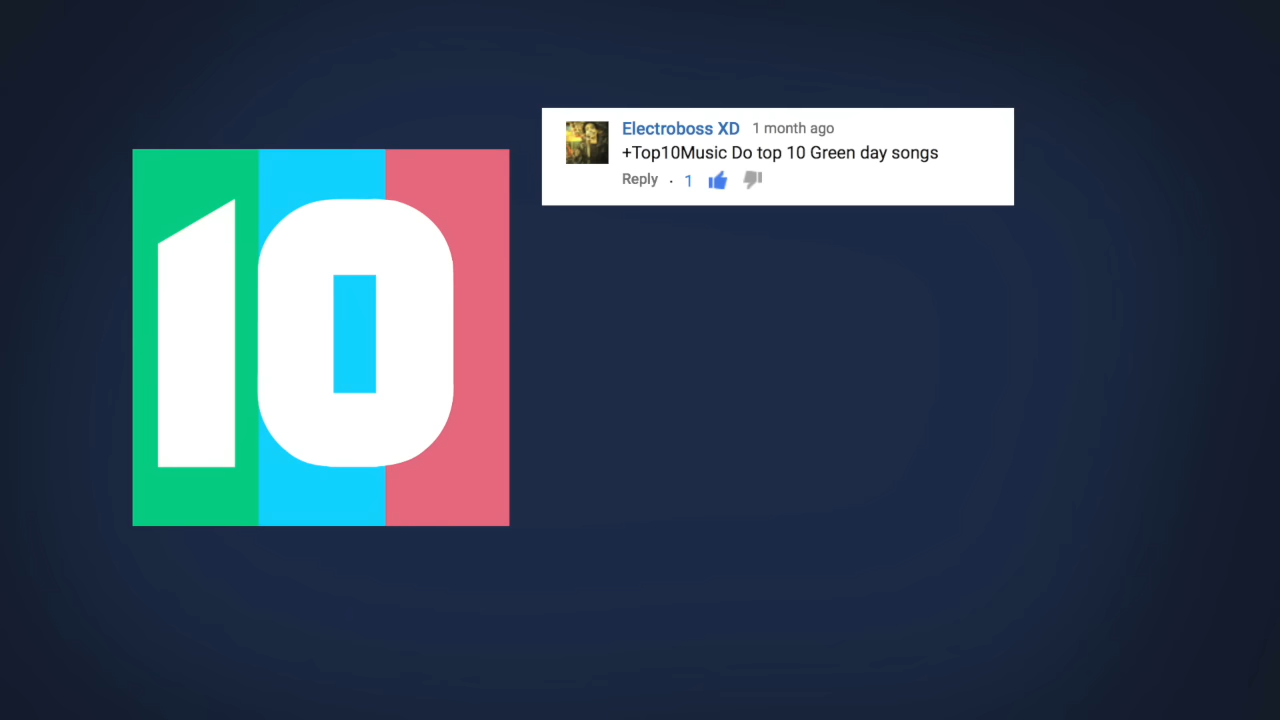 10
Electroboss XD 1 month ago
+Top10Music Do top 10 Green day songs
Reply · 1